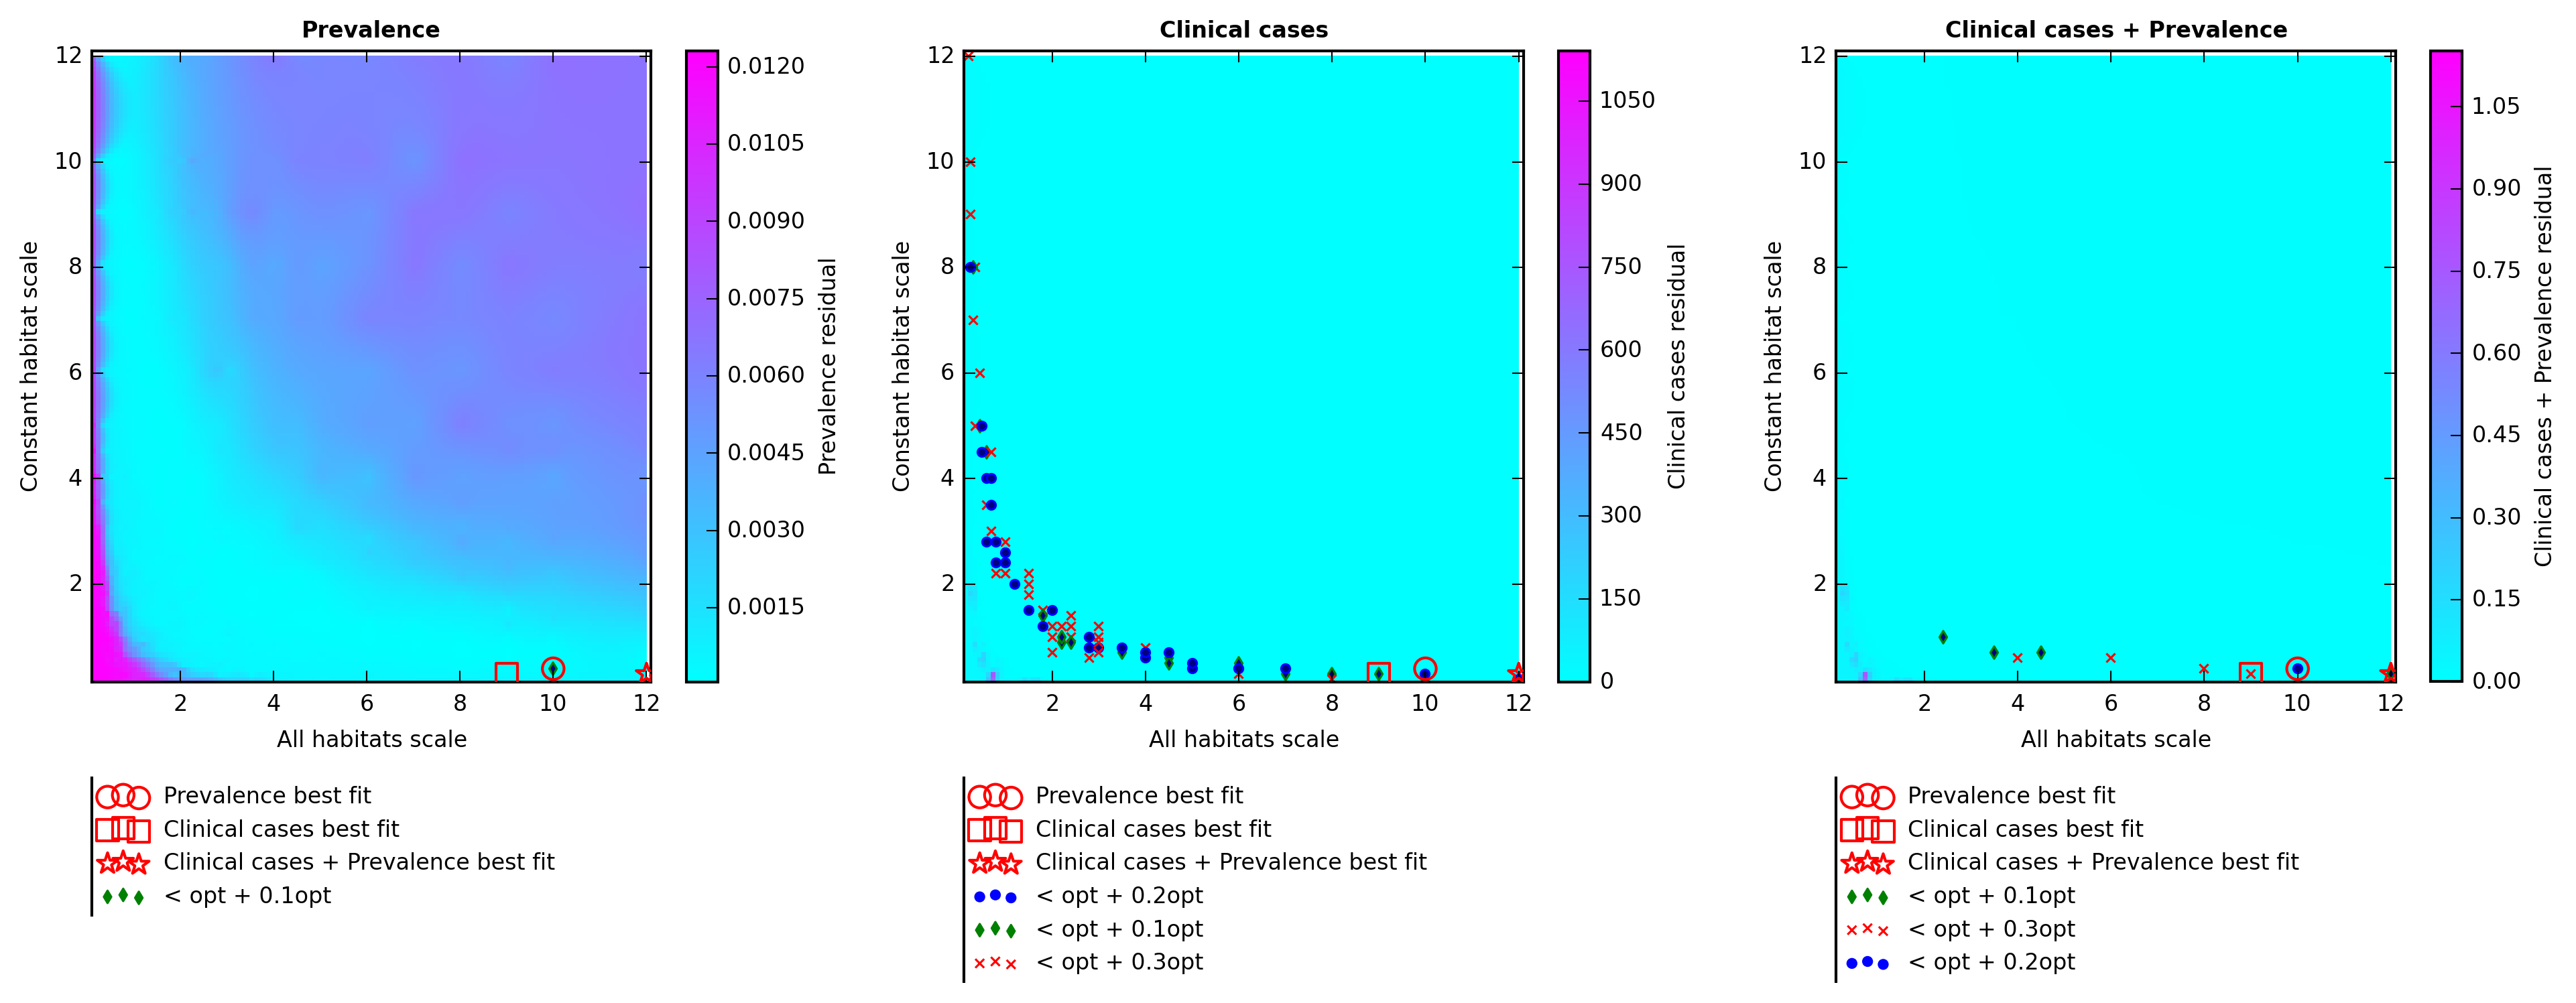 Prevalence
12
10
8
6
4
2
Constant habitat scale
2 4 6 8 10 12
All habitats scale
0.0120
0.0105
0.0090
0.0075
0.0060
0.0045
0.0030
0.0015
Prevalence residual
Prevalence best fit
Clinical cases best fit
Clinical cases + Prevalence best fit
< opt + 0.1opt
Clinical cases
12
10
8
6
4
2
Constant habitat scale
2 4 6 8 10 12
All habitats scale
1050
900
750
600
450
300
150
0
Clinical cases residual
Prevalence best fit
Clinical cases best fit
Clinical cases + Prevalence best fit
< opt + 0.2opt
< opt + 0.1opt
< opt + 0.3opt
Clinical cases + Prevalence
12
10
8
6
4
2
Constant habitat scale
2 4 6 8 10 12
All habitats scale
1.05
0.90
0.75
0.60
0.45
0.30
0.15
0.00
Clinical cases + Prevalence residual
Prevalence best fit
Clinical cases best fit
Clinical cases + Prevalence best fit
< opt + 0.1opt
< opt + 0.3opt
< opt + 0.2opt